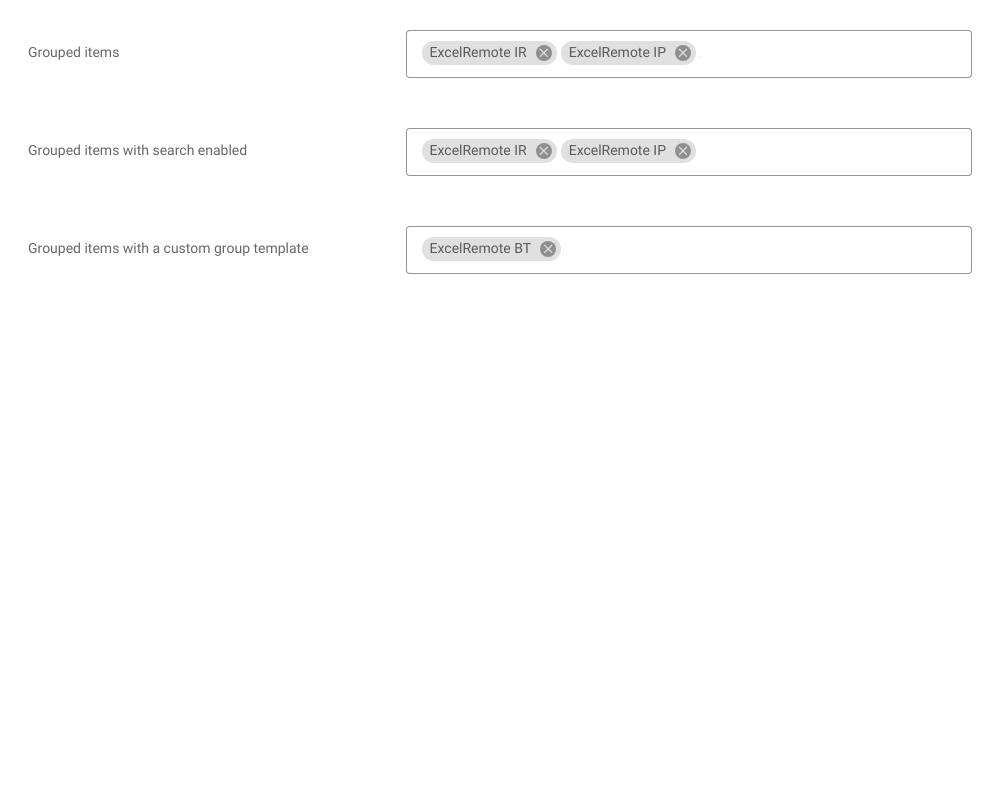 Grouped items
ExcelRemote IR ExcelRemote IP
Grouped items with search enabled
ExcelRemote IR ExcelRemote IP
Grouped items with a custom group template
ExcelRemote BT